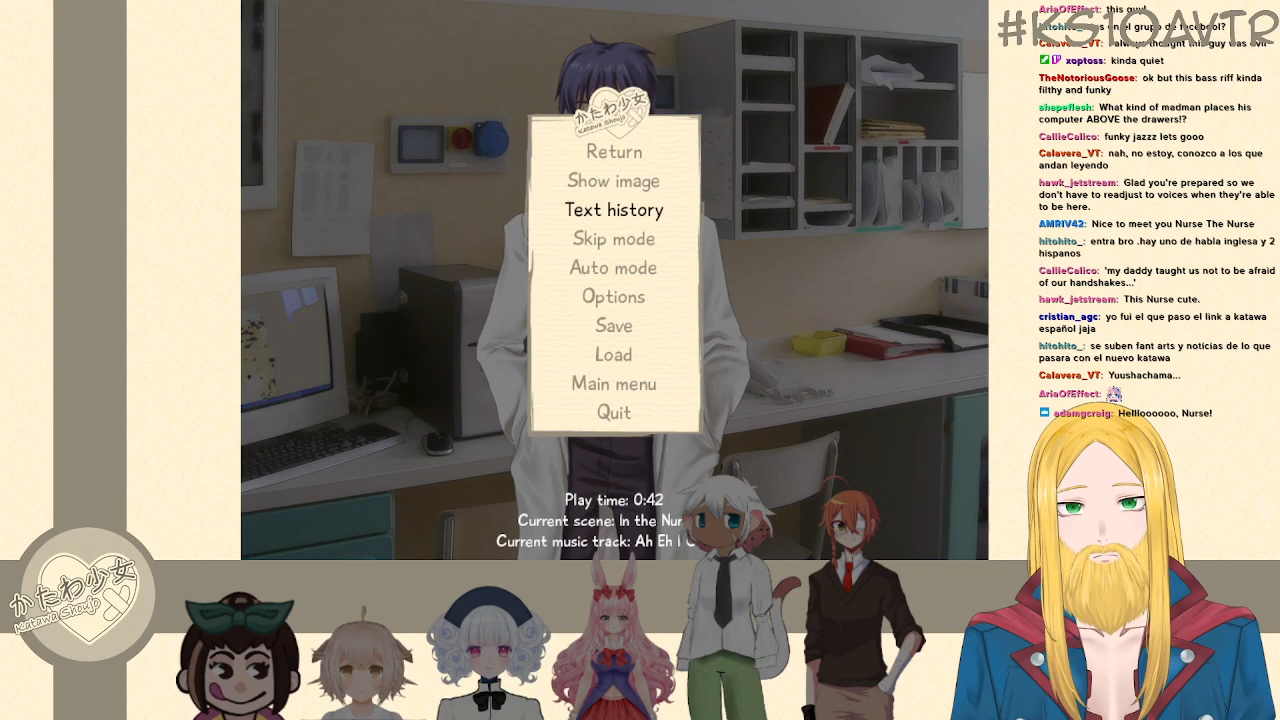 #KS10AVTR
AriaOfEffect: this guy!
Calavera_VT: I always thought this guy was evil
xoptoss: kinda quiet
TheNotoriousGoose: ok but this bass riff kinda
filthy and funky
shapeflesh: What kind of madman places his
computer ABOVE the drawers!?
CallieCalico: funky jazzz lets gooo
Calavera_VT: nah, no estoy, conozco a los que
andan leyendo
hawk_jetstream: Glad you're prepared so we
don't have to readjust to voices when they're able
to be here.
AMRIV42: Nice to meet you Nurse The Nurse
hitohito_: entra bro .hay uno de habla inglesa y 2
hispanos
CallieCalico: 'my daddy taught us not to be afraid
of our handshakes...'
hawk_jetstream: This Nurse cute.
cristian_agc: yo fui el que paso el link a katawa
español jaja
hitohito_: se suben fant arts y noticias de lo que
pasara con el nuevo katawa
Calavera_VT: Yuushachama...
AriaOfEffect:
adamgcraig: Helllooooo, Nurse!
かたわ少女
Katawa Shoujo
Return
Show image
Text history
Skip mode
Auto mode
Options
Save
Load
Main menu
Quit
Play time: 0:42
Current scene: In the Nur
Current music track: Ah Eh I
かたわ少女
Katawa Shoujo